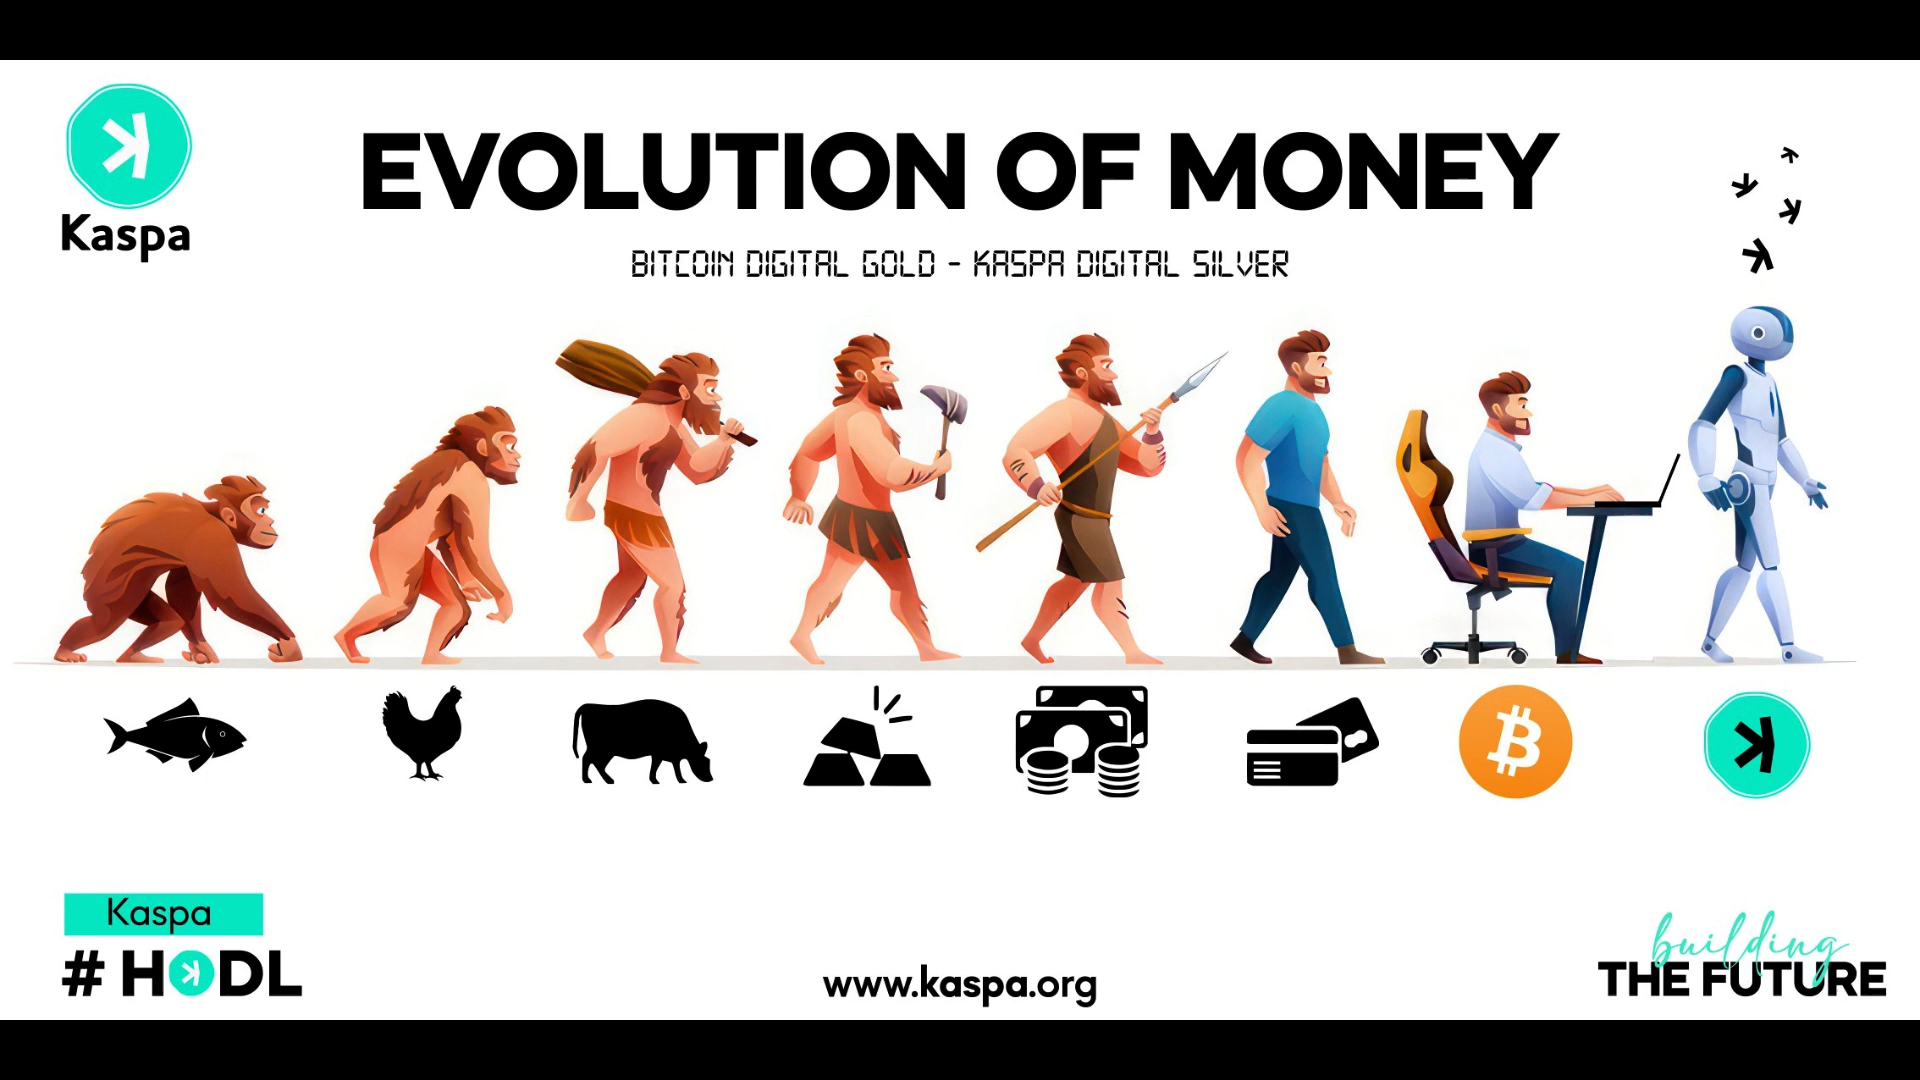 Kaspa
EVOLUTION OF MONEY
BITCOIN DIGITAL GOLD - KASPA DIGITAL SILVER
Kaspa
# HODL
www.kaspa.org
building
THE FUTURE